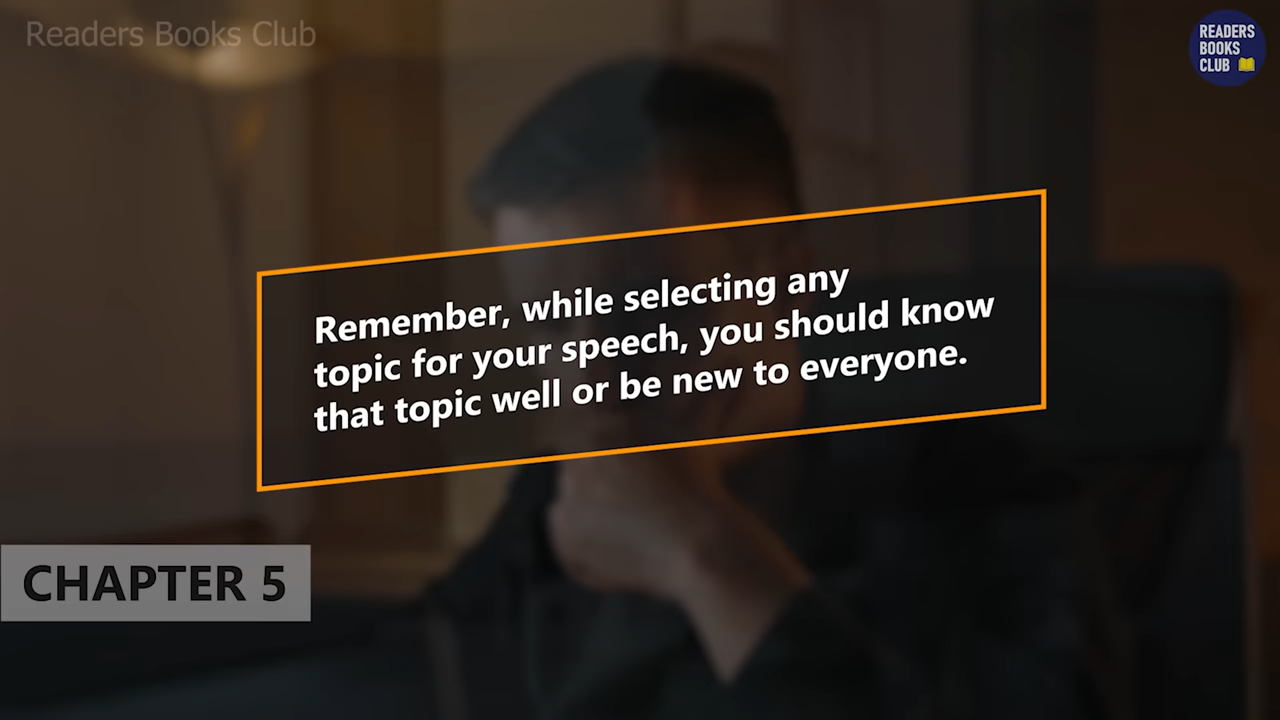 Readers Books Club
READERS
BOOKS
CLUB
Remember, while selecting any
topic for your speech, you should know
that topic well or be new to everyone.
CHAPTER 5